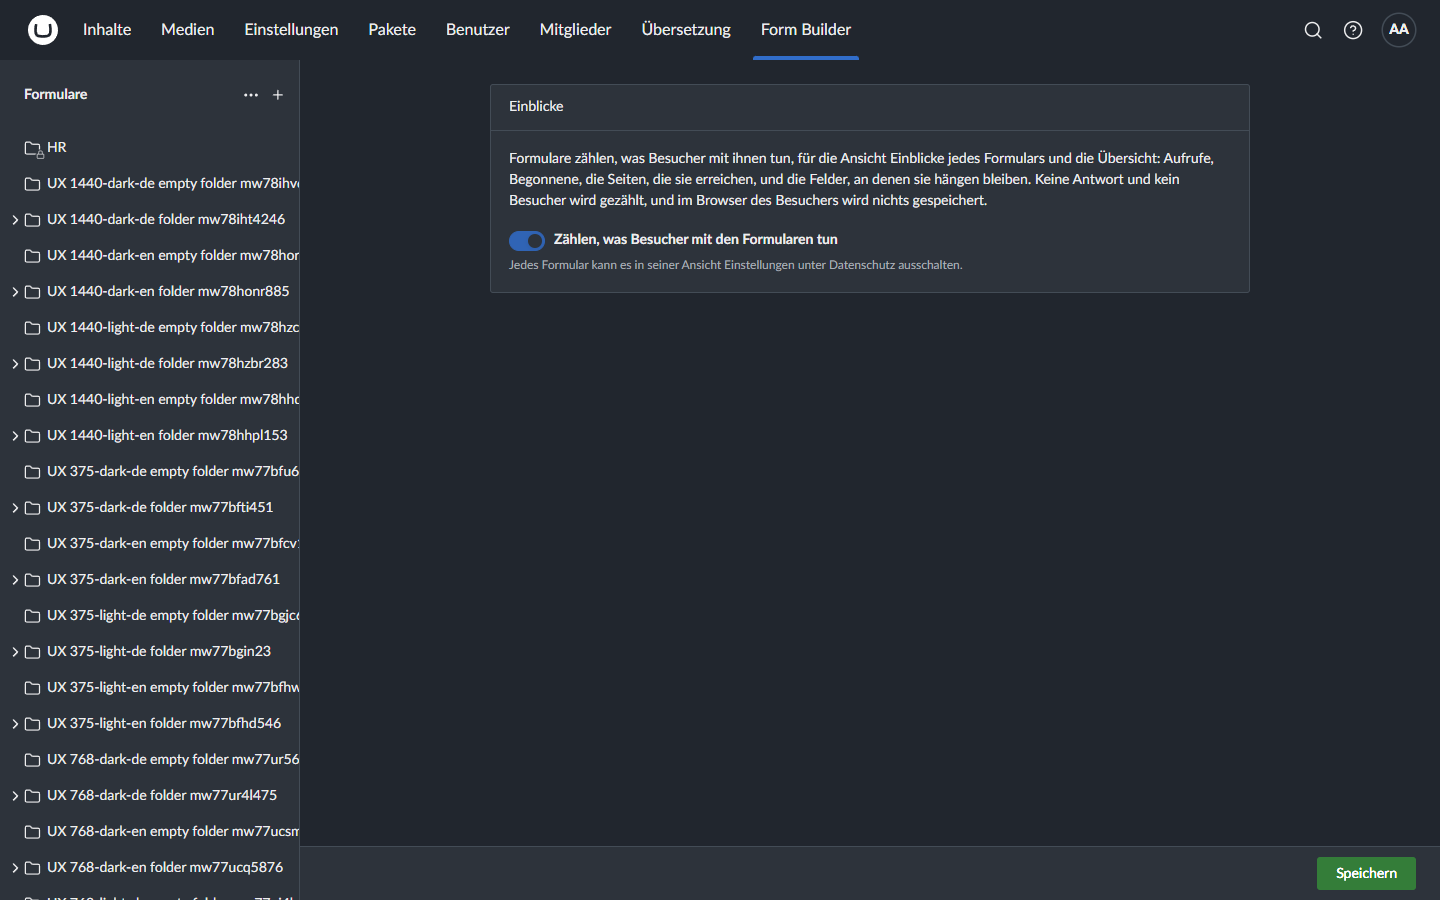 Inhalte
Medien
Einstellungen
Pakete
Benutzer
Mitglieder
Übersetzung
Form Builder
AA
Formulare
HR
UX 1440-dark-de empty folder
UX 1440-dark-de folder mw78iht4246
UX 1440-dark-en empty folder
UX 1440-dark-en folder mw78honr885
UX 1440-light-de empty folder
UX 1440-light-de folder mw78hzbr283
UX 1440-light-en empty folder
UX 1440-light-en folder mw78hhpl153
UX 375-dark-de empty folder
UX 375-dark-de folder mw77bfti451
UX 375-dark-en empty folder
UX 375-dark-en folder mw77bfad761
UX 375-light-de empty folder
UX 375-light-de folder mw77bgin23
UX 375-light-en empty folder
UX 375-light-en folder mw77bfhd546
UX 768-dark-de empty folder
UX 768-dark-de folder mw77ur4l475
UX 768-dark-en empty folder
UX 768-dark-en folder mw77ucq5876
Einblicke
Formulare zählen, was Besucher mit ihnen tun, für die Ansicht Einblicke jedes Formulars und die Übersicht: Aufrufe,
Begonnene, die Seiten, die sie erreichen, und die Felder, an denen sie hängen bleiben. Keine Antwort und kein
Besucher wird gezählt, und im Browser des Besuchers wird nichts gespeichert.
Zählen, was Besucher mit den Formularen tun
Jedes Formular kann es in seiner Ansicht Einstellungen unter Datenschutz ausschalten.
Speichern